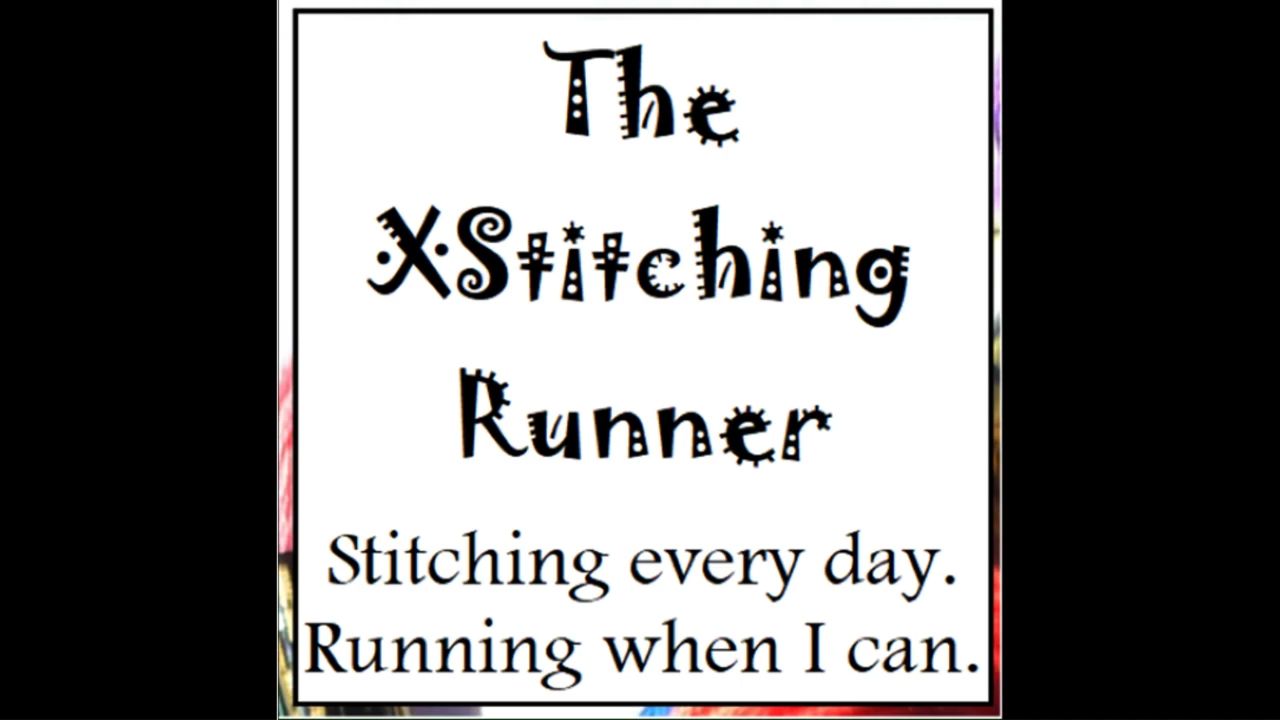 The
XStitching
Runner
Stitching every day.
Running when I can.